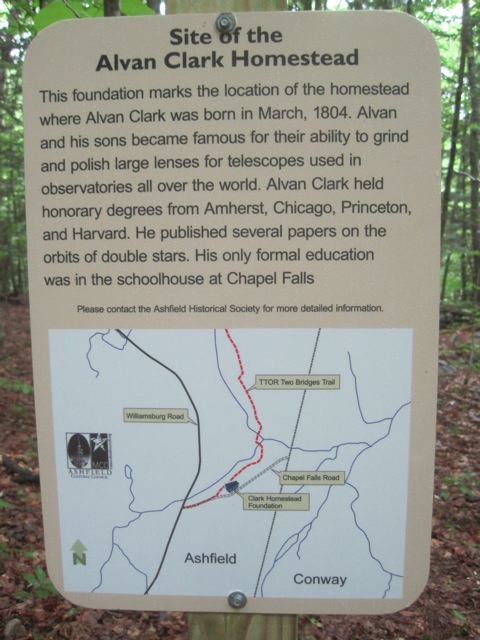 Site of the
Alvan Clark Homestead
This foundation marks the location of the homestead
where Alvan Clark was born in March, 1804. Alvan
and his sons became famous for their ability to grind
and polish large lenses for telescopes used in
observatories all over the world. Alvan Clark held
honorary degrees from Amherst, Chicago, Princeton,
and Harvard. He published several papers on the
orbits of double stars. His only formal education
was in the schoolhouse at Chapel Falls
Please contact the Ashfield Historical Society for more detailed information.
TTOR Two Bridges Trail
Williamsburg Road
MCC
ASHFIELD
Chapel Falls Road
Clark Homestead
Foundation
N
Ashfield
Conway